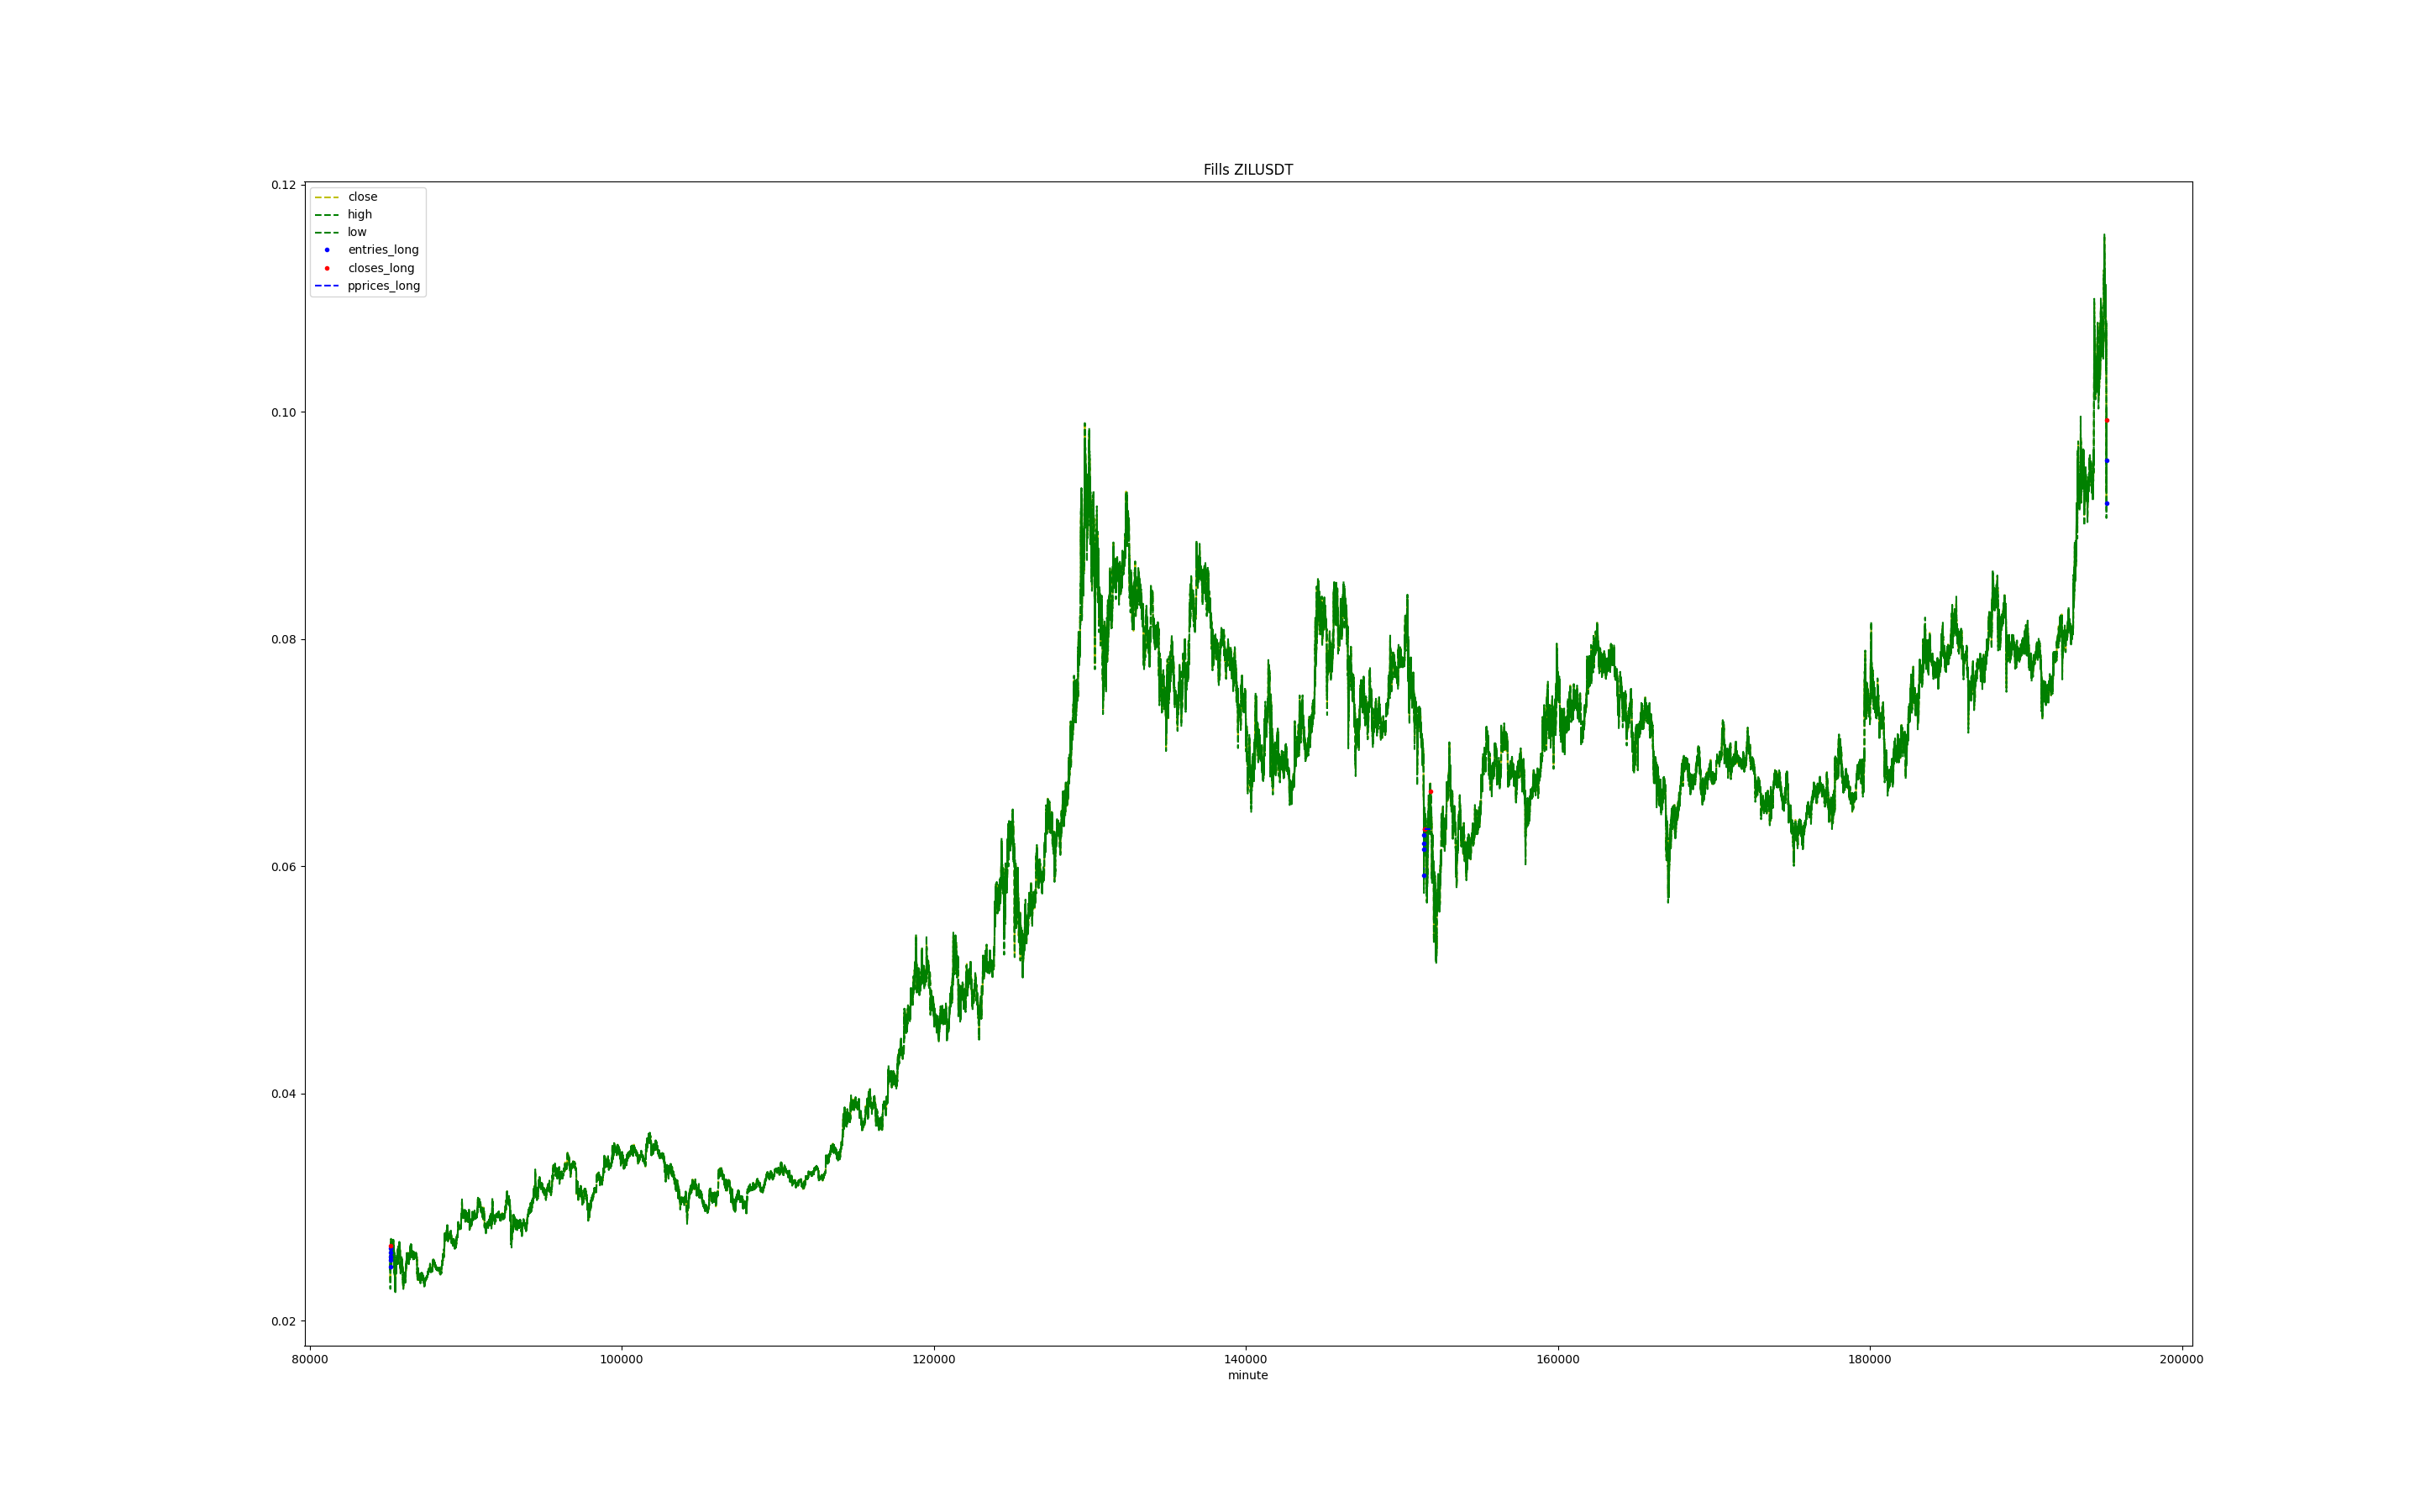 Fills ZILUSDT
0.12
0.10
0.08
0.06
0.04
0.02
close
high
low
entries_long
closes_long
pprices_long
80000 100000 120000 140000 160000 180000 200000
minute